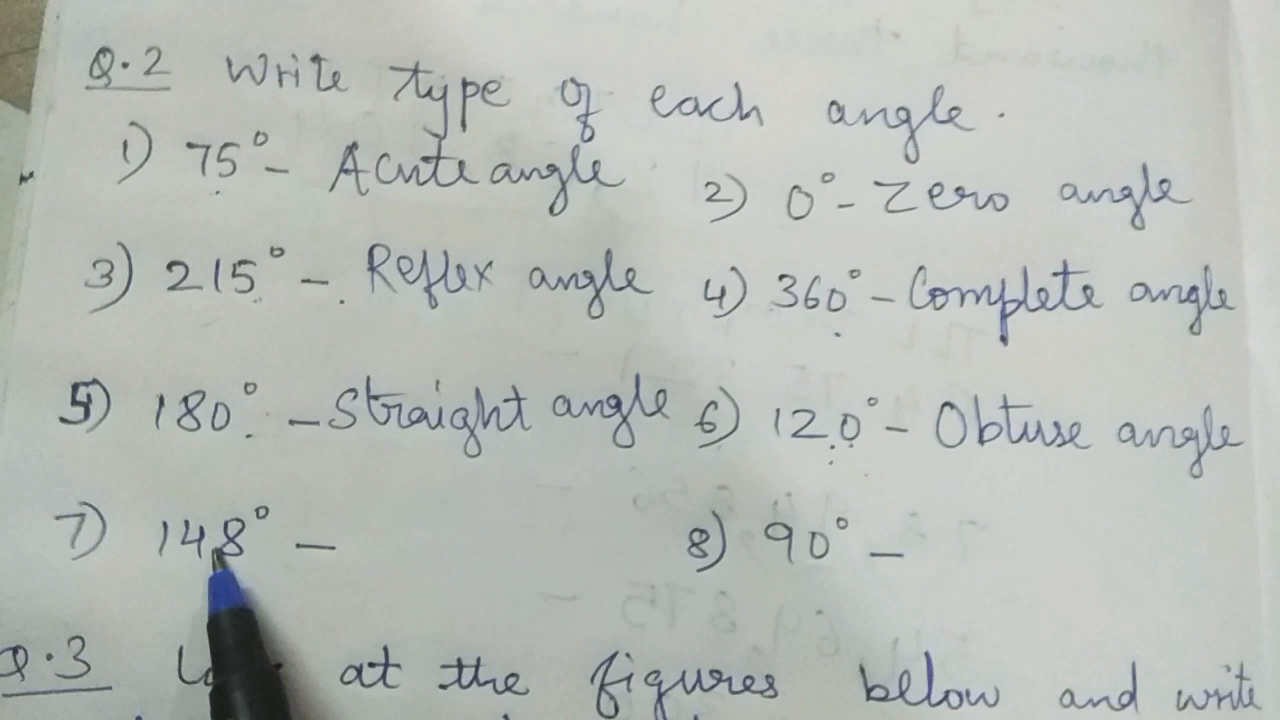 Q.2 Write type of each angle.
1) 75° - Acute angle 2) 0° - Zero angle
3) 215° - Reflex angle 4) 360° - Complete angle
5) 180° - Straight angle 6) 120° - Obtuse angle
7) 148° - 8) 90° -
Q.3 at the figures below and write